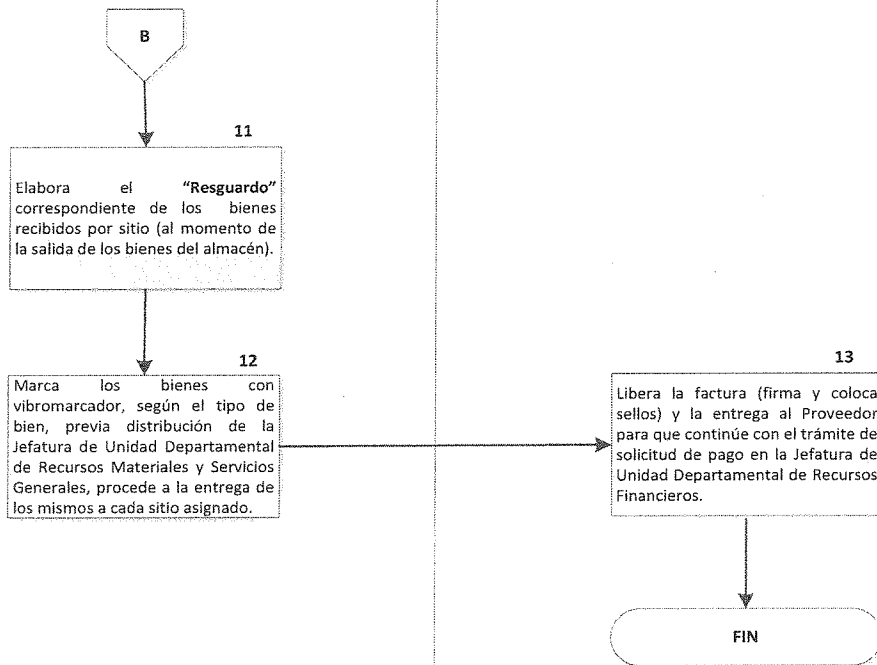 B
11
Elabora el "Resguardo"
correspondiente de los bienes
recibidos por sitio (al momento de
la salida de los bienes del almacén).
12
Marca los bienes con
vibromarcador, según el tipo de
bien, previa distribución de la
Jefatura de Unidad Departamental
de Recursos Materiales y Servicios
Generales, procede a la entrega de
los mismos a cada sitio asignado.
13
Libera la factura (firma y coloca
sellos) y la entrega al Proveedor
para que continúe con el trámite de
solicitud de pago en la Jefatura de
Unidad Departamental de Recursos
Financieros.
FIN